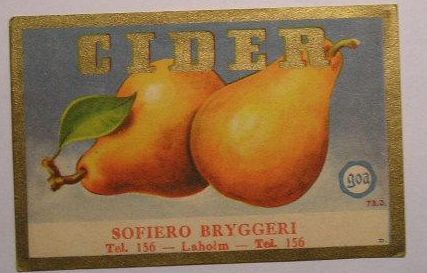 CIDER
goa
SOFIERO BRYGGERI
Tel. 156 — Laholm — Tel. 156